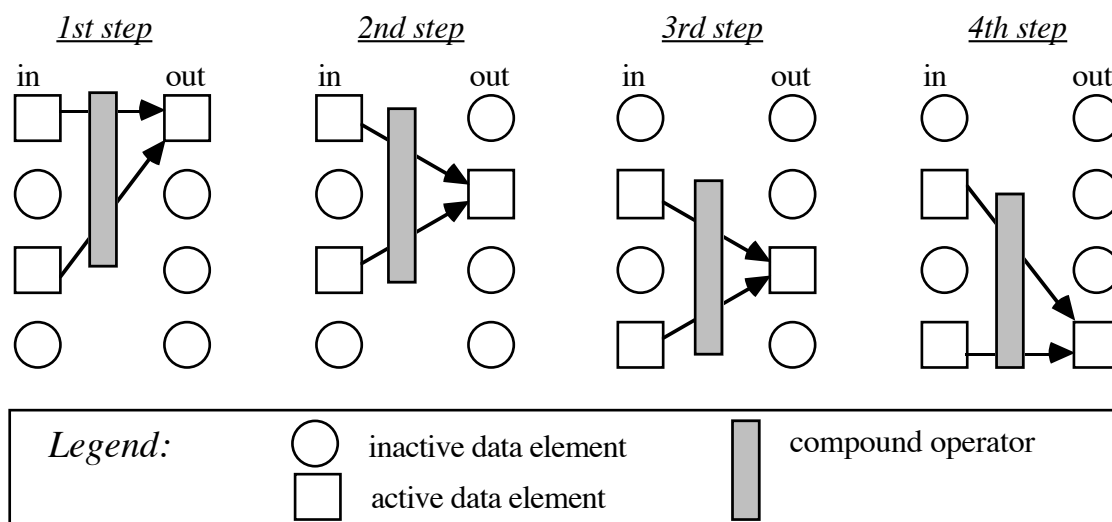 1st step 2nd step 3rd step 4th step
in out in out in out in out
Legend:
inactive data element
compound operator
active data element